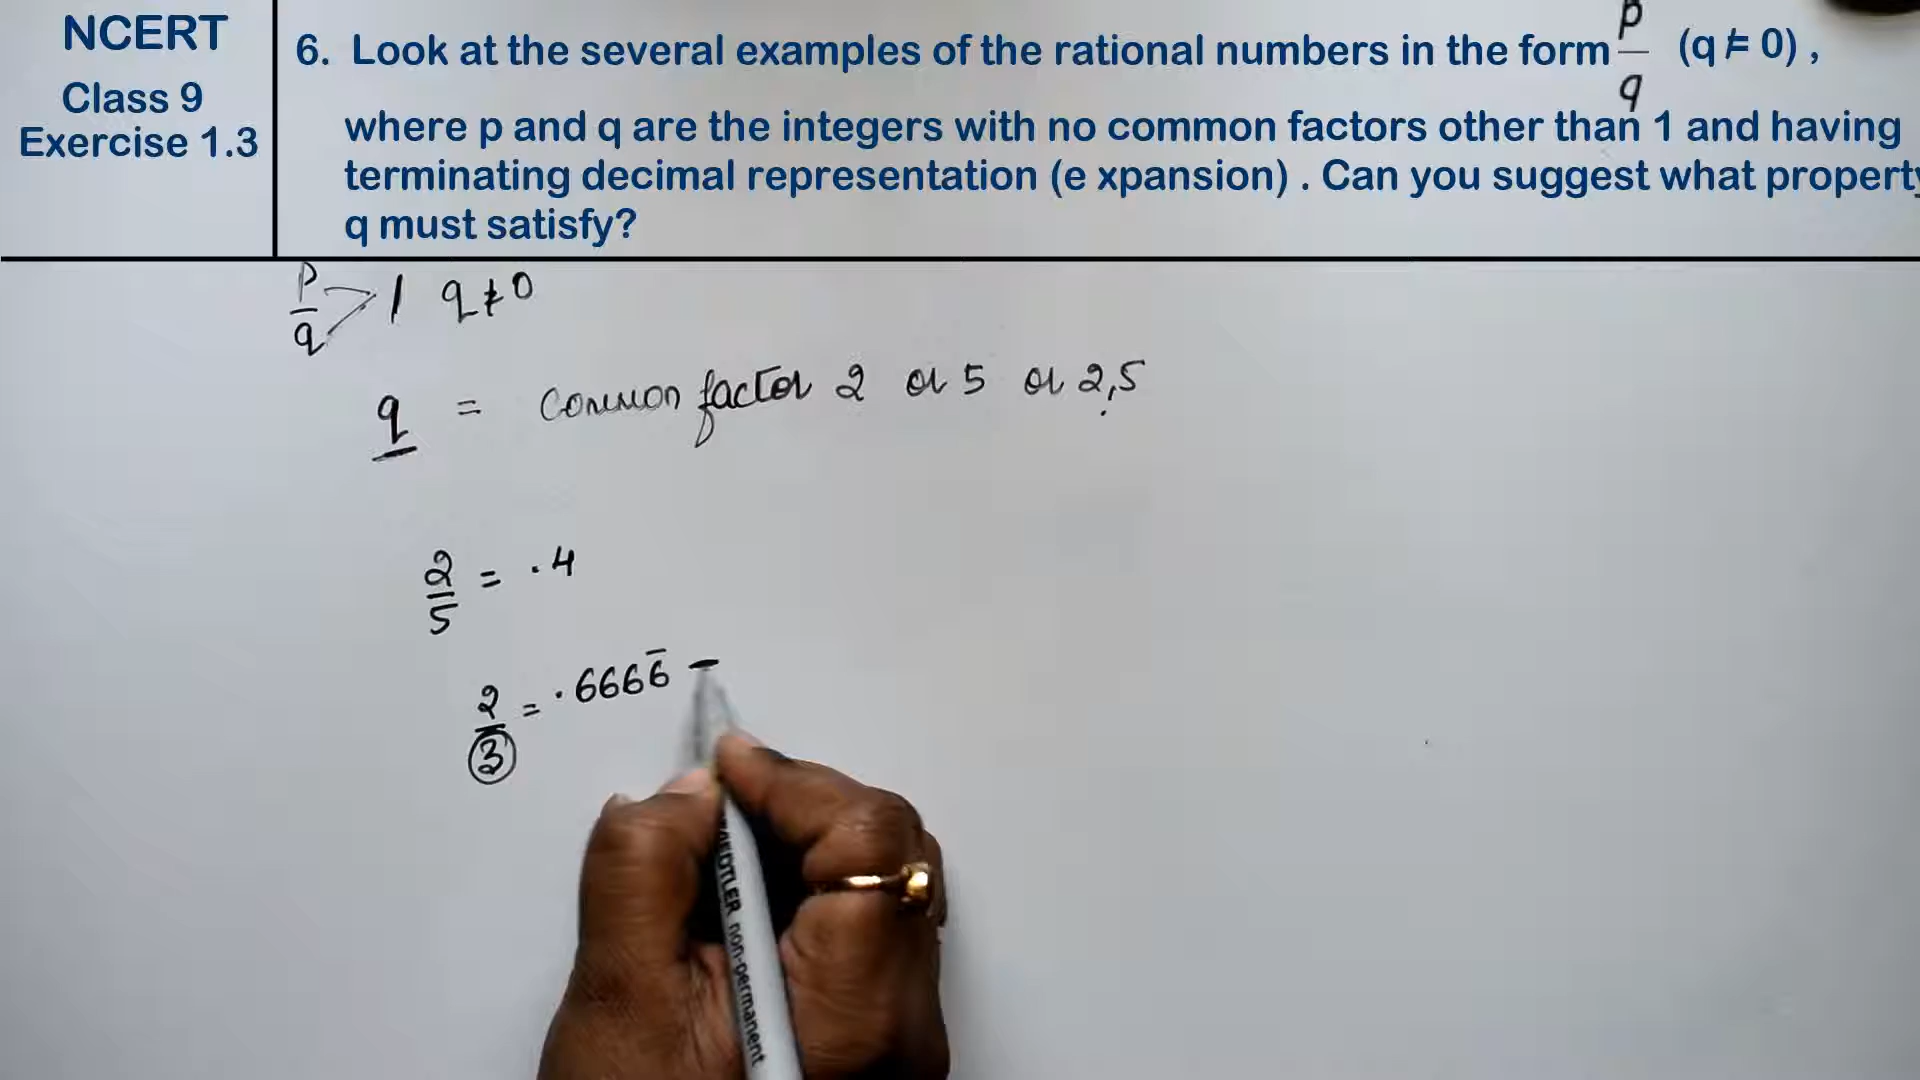 NCERT
Class 9
Exercise 1.3
6. Look at the several examples of the rational numbers in the form p/q (q ≠ 0) ,
where p and q are the integers with no common factors other than 1 and having
terminating decimal representation (e xpansion) . Can you suggest what property
q must satisfy?
p/q > 1 q ≠ 0
q = common factor 2 or 5 or 2,5
2/5 = .4
2/3 = .6666̅ –
STAEDTLER non-permanent